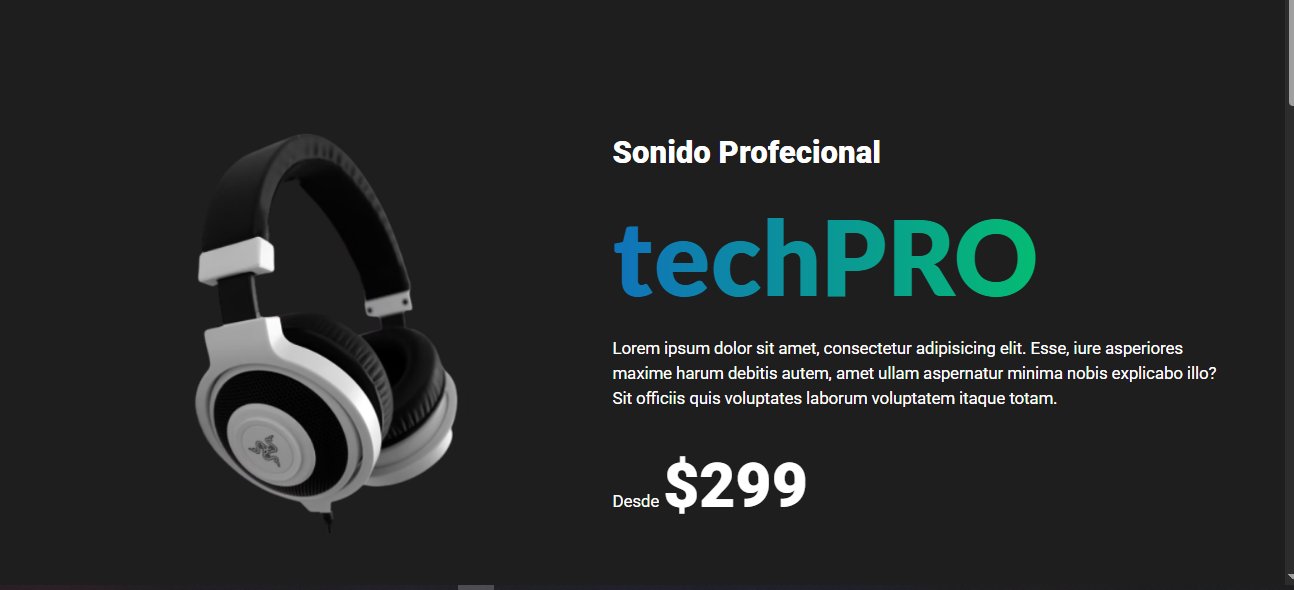 Sonido Profecional
techPRO
Lorem ipsum dolor sit amet, consectetur adipisicing elit. Esse, iure asperiores
maxime harum debitis autem, amet ullam aspernatur minima nobis explicabo illo?
Sit officiis quis voluptates laborum voluptatem itaque totam.
Desde $299